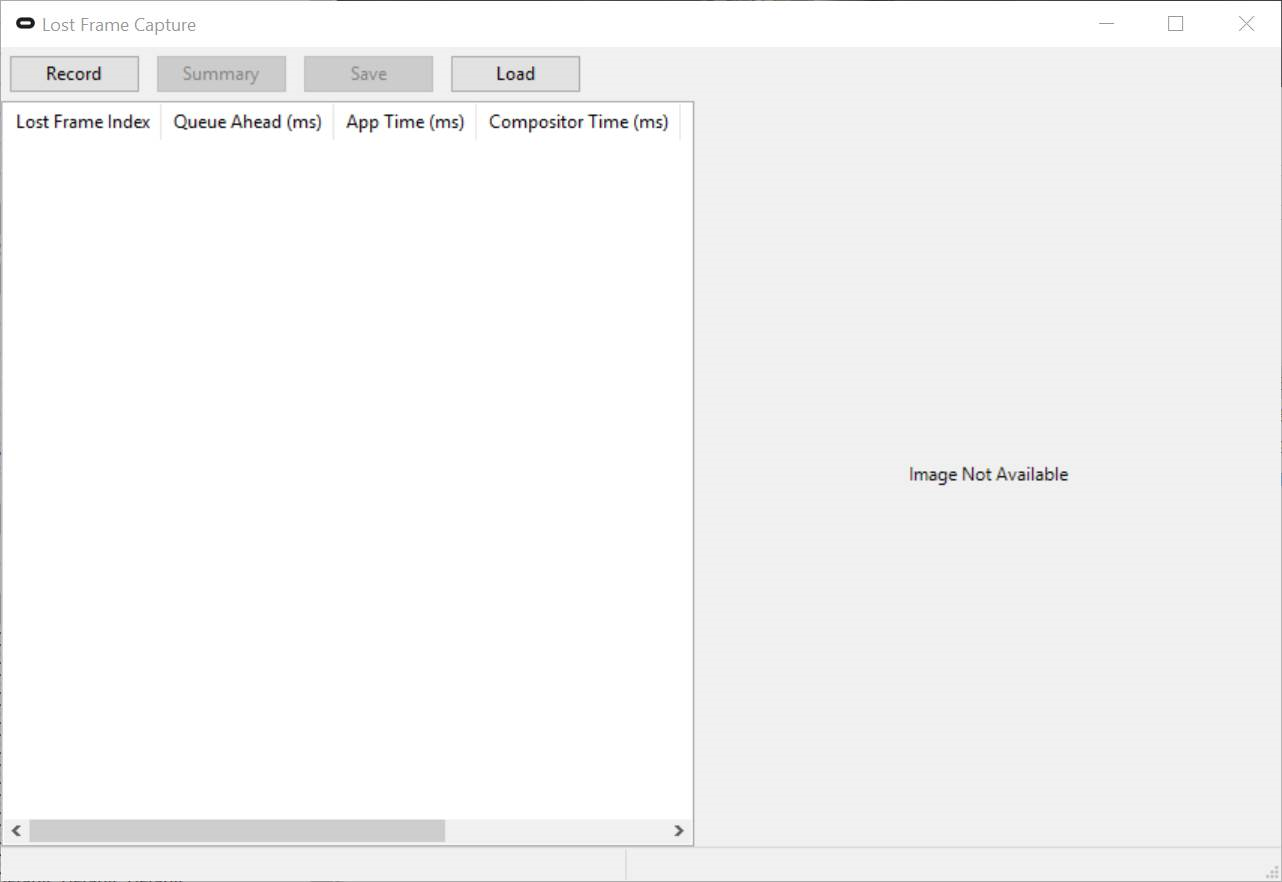 Lost Frame Capture
Record Summary Save Load
Lost Frame Index Queue Ahead (ms) App Time (ms) Compositor Time (ms)
Image Not Available